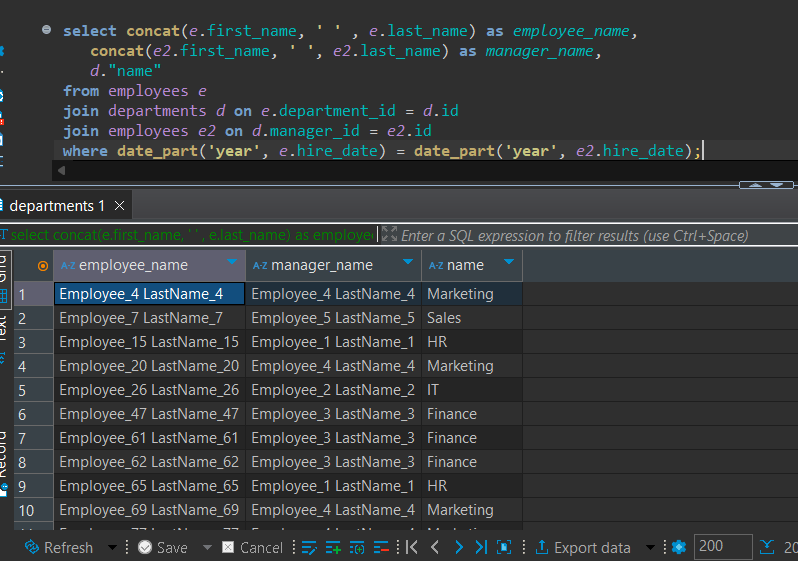 select concat(e.first_name, ' ' , e.last_name) as employee_name,
concat(e2.first_name, ' ', e2.last_name) as manager_name,
d."name"
from employees e
join departments d on e.department_id = d.id
join employees e2 on d.manager_id = e2.id
where date_part('year', e.hire_date) = date_part('year', e2.hire_date);
departments 1
select concat(e.first_name, ' ' , e.last_name) as employee Enter a SQL expression to filter results (use Ctrl+Space)
Grid
Text
Record
A-Z employee_name A-Z manager_name A-Z name
1 Employee_4 LastName_4 Employee_4 LastName_4 Marketing
2 Employee_7 LastName_7 Employee_5 LastName_5 Sales
3 Employee_15 LastName_15 Employee_1 LastName_1 HR
4 Employee_20 LastName_20 Employee_4 LastName_4 Marketing
5 Employee_26 LastName_26 Employee_2 LastName_2 IT
6 Employee_47 LastName_47 Employee_3 LastName_3 Finance
7 Employee_61 LastName_61 Employee_3 LastName_3 Finance
8 Employee_62 LastName_62 Employee_3 LastName_3 Finance
9 Employee_65 LastName_65 Employee_1 LastName_1 HR
10 Employee_69 LastName_69 Employee_4 LastName_4 Marketing
Refresh Save Cancel Export data 200 20